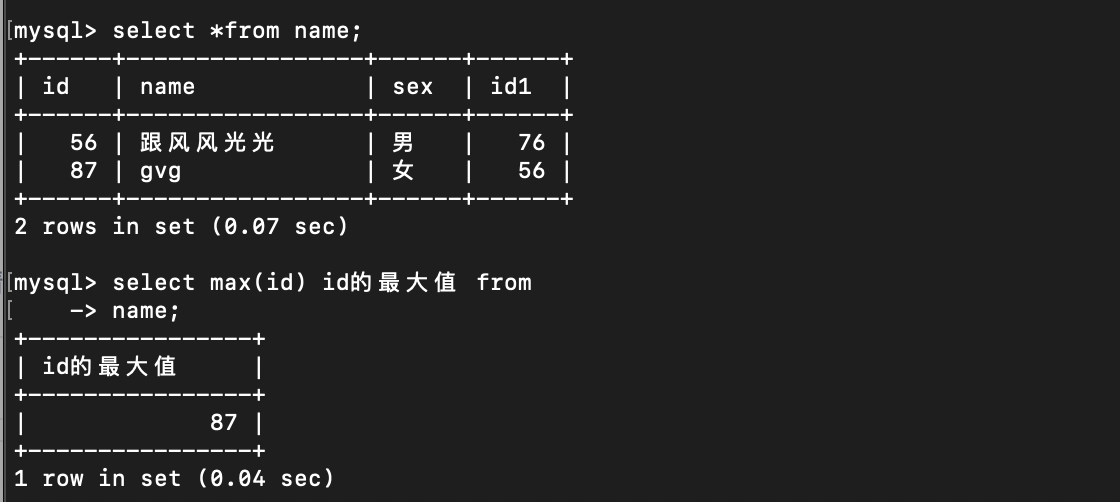 [mysql> select *from name;
+------+-----------------+------+------+
| id   | name            | sex  | id1  |
+------+-----------------+------+------+
|   56 | 跟风风光光      | 男   |   76 |
|   87 | gvg             | 女   |   56 |
+------+-----------------+------+------+
2 rows in set (0.07 sec)
[mysql> select max(id) id的最大值 from
[    -> name;
+----------------+
| id的最大值     |
+----------------+
|             87 |
+----------------+
1 row in set (0.04 sec)